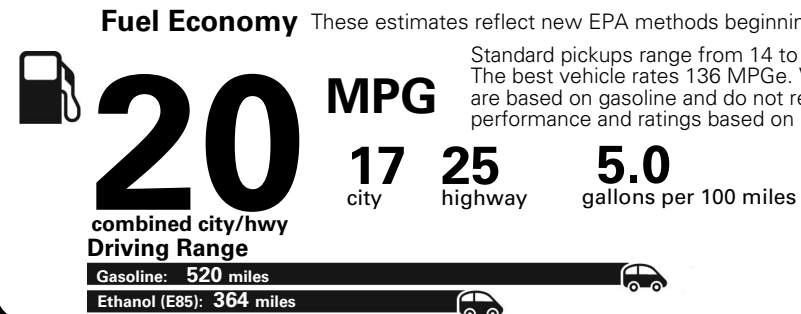 Fuel Economy These estimates reflect new EPA methods beginning
Standard pickups range from 14 to
The best vehicle rates 136 MPGe. V
are based on gasoline and do not re
performance and ratings based on
20 MPG
17 25 5.0
city highway gallons per 100 miles
combined city/hwy
Driving Range
Gasoline: 520 miles
Ethanol (E85): 364 miles